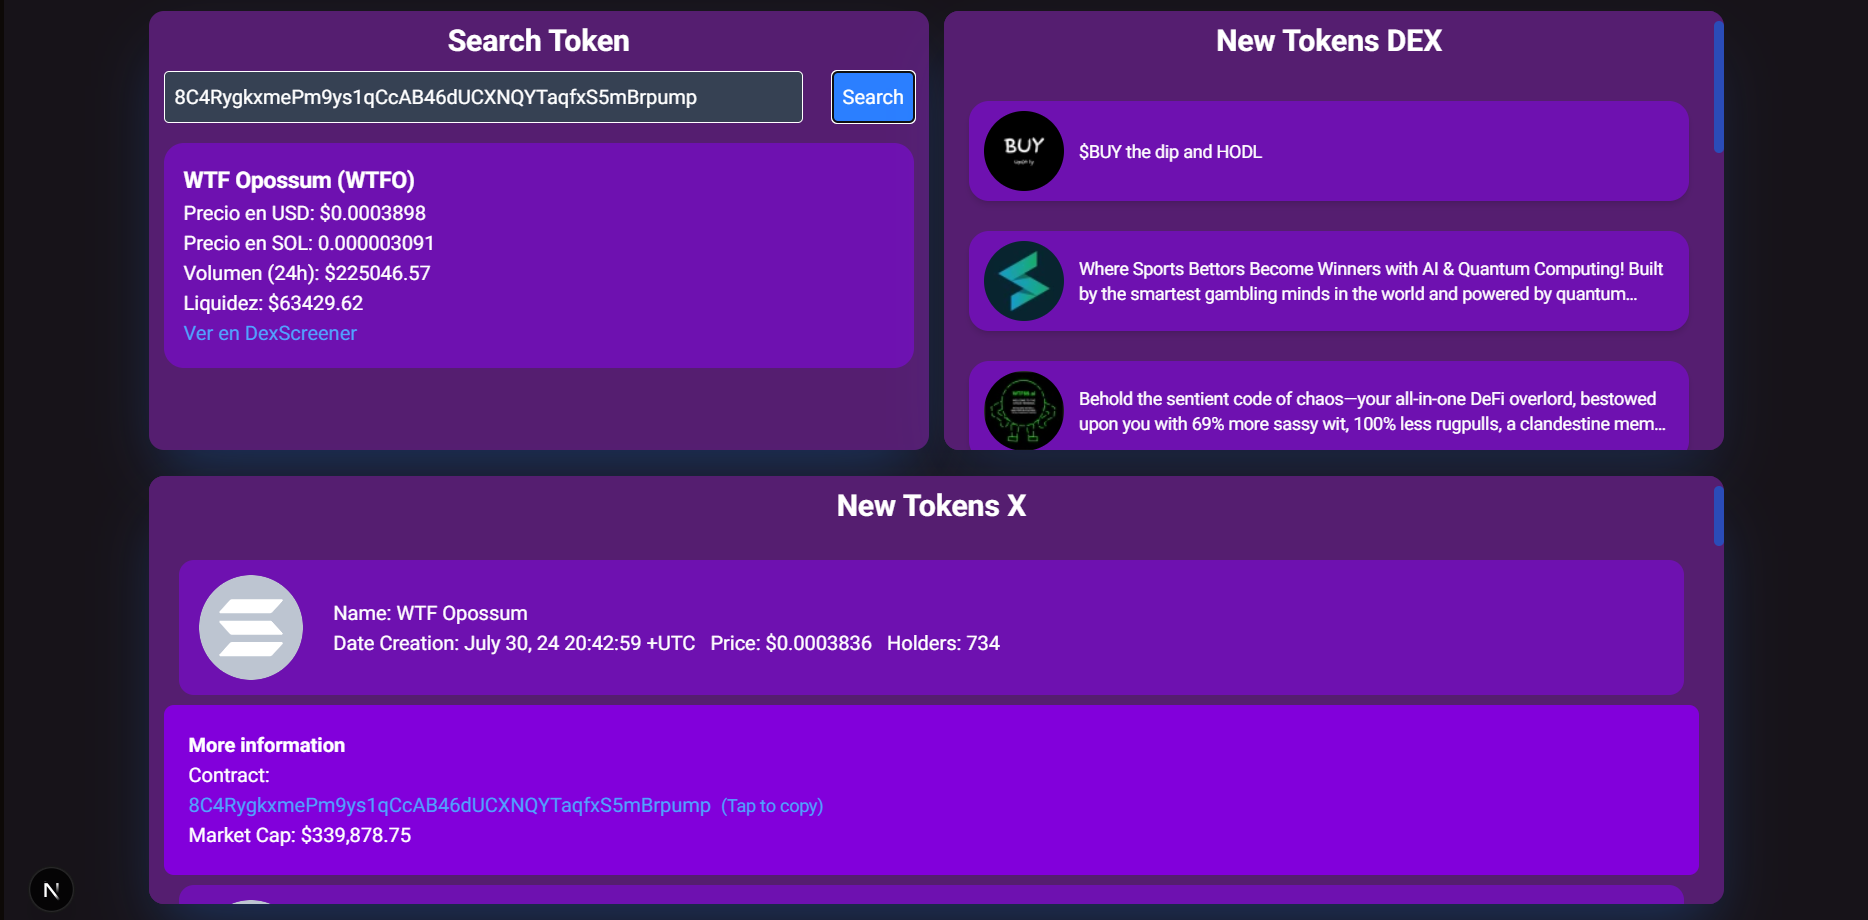 Search Token
8C4RygkxmePm9ys1qCcAB46dUCXNQYTaqfxS5mBrpump
Search
WTF Opossum (WTFO)
Precio en USD: $0.0003898
Precio en SOL: 0.000003091
Volumen (24h): $225046.57
Liquidez: $63429.62
Ver en DexScreener
New Tokens DEX
BUY
$BUY the dip and HODL
Where Sports Bettors Become Winners with AI & Quantum Computing! Built
by the smartest gambling minds in the world and powered by quantum...
Behold the sentient code of chaos—your all-in-one DeFi overlord, bestowed
upon you with 69% more sassy wit, 100% less rugpulls, a clandestine mem...
New Tokens X
Name: WTF Opossum
Date Creation: July 30, 24 20:42:59 +UTC Price: $0.0003836 Holders: 734
More information
Contract:
8C4RygkxmePm9ys1qCcAB46dUCXNQYTaqfxS5mBrpump (Tap to copy)
Market Cap: $339,878.75
N